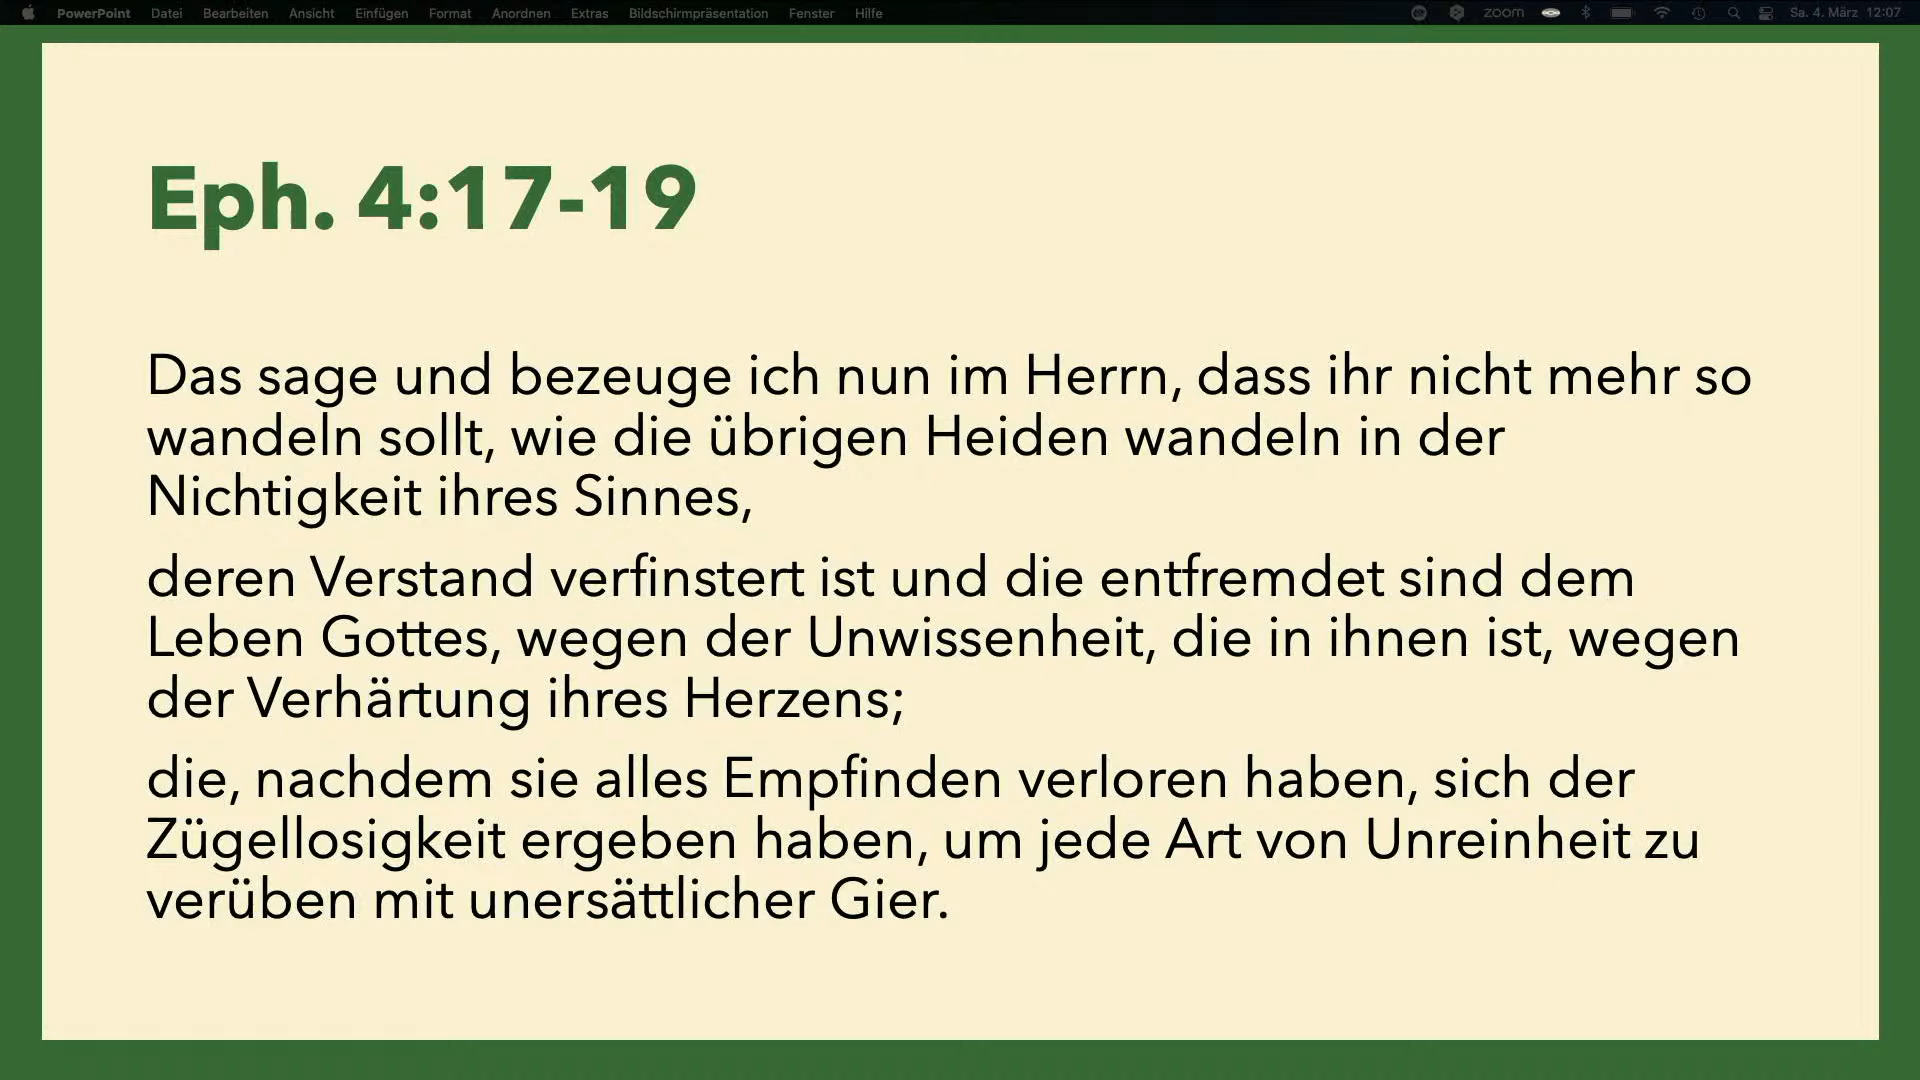 PowerPoint Datei Bearbeiten Ansicht Einfügen Format Anordnen Extras Bildschirmpräsentation Fenster Hilfe zoom Sa. 4. März 12:07
Eph. 4:17-19
Das sage und bezeuge ich nun im Herrn, dass ihr nicht mehr so
wandeln sollt, wie die übrigen Heiden wandeln in der
Nichtigkeit ihres Sinnes,
deren Verstand verfinstert ist und die entfremdet sind dem
Leben Gottes, wegen der Unwissenheit, die in ihnen ist, wegen
der Verhärtung ihres Herzens;
die, nachdem sie alles Empfinden verloren haben, sich der
Zügellosigkeit ergeben haben, um jede Art von Unreinheit zu
verüben mit unersättlicher Gier.